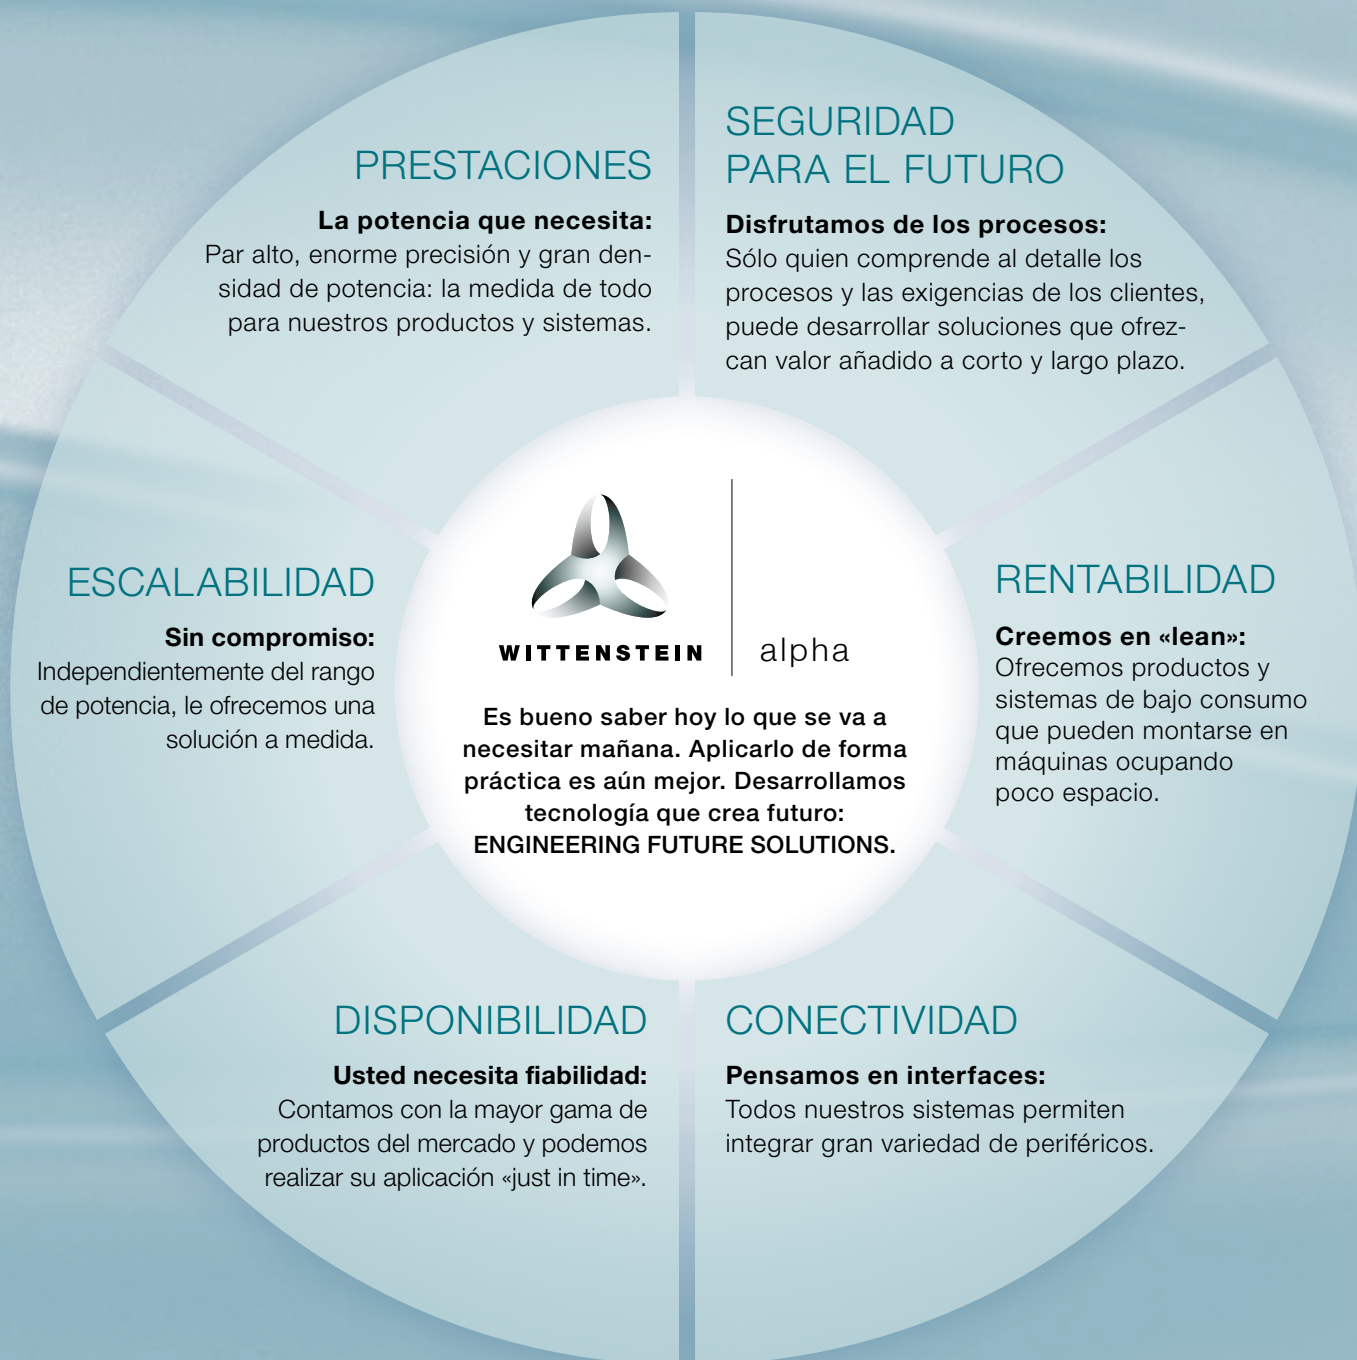 PRESTACIONES
La potencia que necesita:
Par alto, enorme precisión y gran den-
sidad de potencia: la medida de todo
para nuestros productos y sistemas.
SEGURIDAD
PARA EL FUTURO
Disfrutamos de los procesos:
Sólo quien comprende al detalle los
procesos y las exigencias de los clientes,
puede desarrollar soluciones que ofrez-
can valor añadido a corto y largo plazo.
ESCALABILIDAD
Sin compromiso:
Independientemente del rango
de potencia, le ofrecemos una
solución a medida.
WITTENSTEIN
alpha
Es bueno saber hoy lo que se va a
necesitar mañana. Aplicarlo de forma
práctica es aún mejor. Desarrollamos
tecnología que crea futuro:
ENGINEERING FUTURE SOLUTIONS.
RENTABILIDAD
Creemos en «lean»:
Ofrecemos productos y
sistemas de bajo consumo
que pueden montarse en
máquinas ocupando
poco espacio.
DISPONIBILIDAD
Usted necesita fiabilidad:
Contamos con la mayor gama de
productos del mercado y podemos
realizar su aplicación «just in time».
CONECTIVIDAD
Pensamos en interfaces:
Todos nuestros sistemas permiten
integrar gran variedad de periféricos.